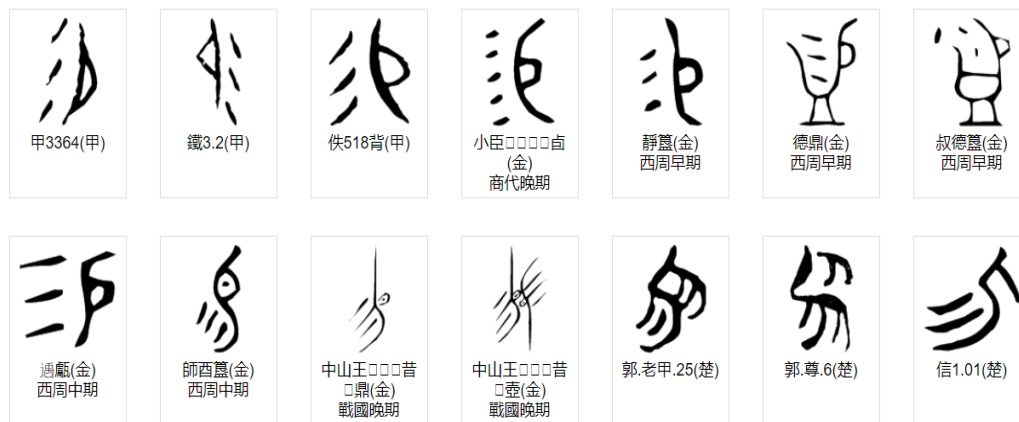 甲3364(甲)
鐵3.2(甲)
佚518背(甲)
小臣□□□□卣
(金)
商代晚期
靜簋(金)
西周早期
德鼎(金)
西周早期
叔德簋(金)
西周早期
遇甗(金)
西周中期
師酉簋(金)
西周中期
中山王□□□昔
□鼎(金)
戰國晚期
中山王□□□昔
□壺(金)
戰國晚期
郭.老甲.25(楚)
郭.尊.6(楚)
信1.01(楚)